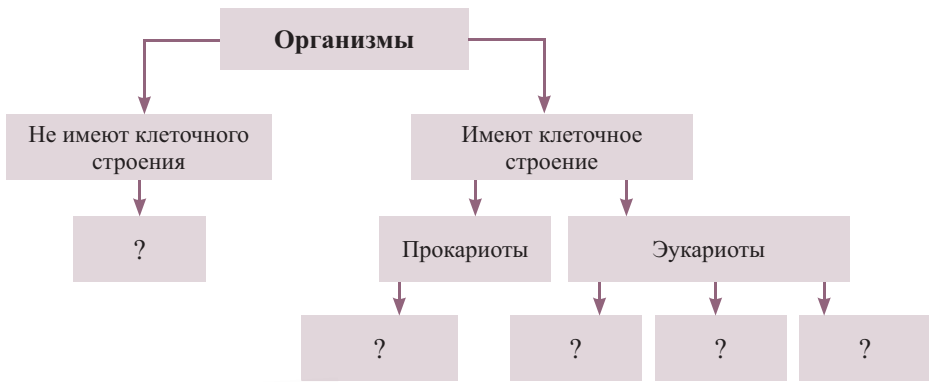 Организмы
Не имеют клеточного
строения
Имеют клеточное
строение
?
Прокариоты
Эукариоты
?
?
?
?